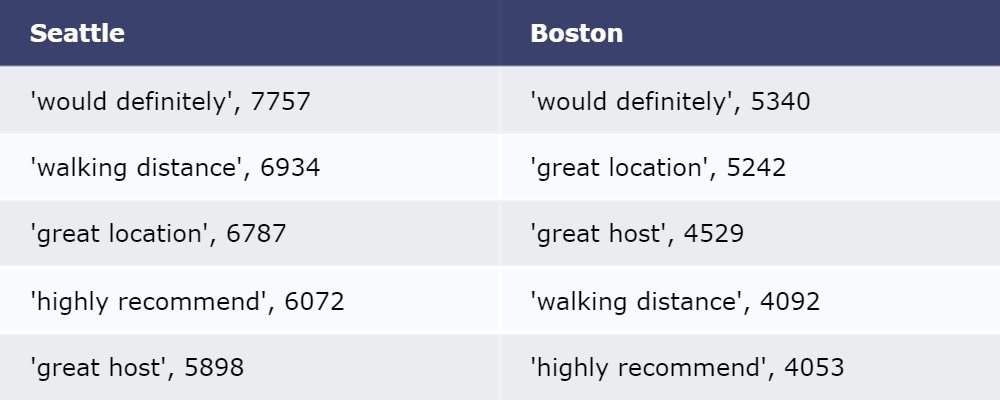 Seattle Boston
'would definitely', 7757 'would definitely', 5340
'walking distance', 6934 'great location', 5242
'great location', 6787 'great host', 4529
'highly recommend', 6072 'walking distance', 4092
'great host', 5898 'highly recommend', 4053